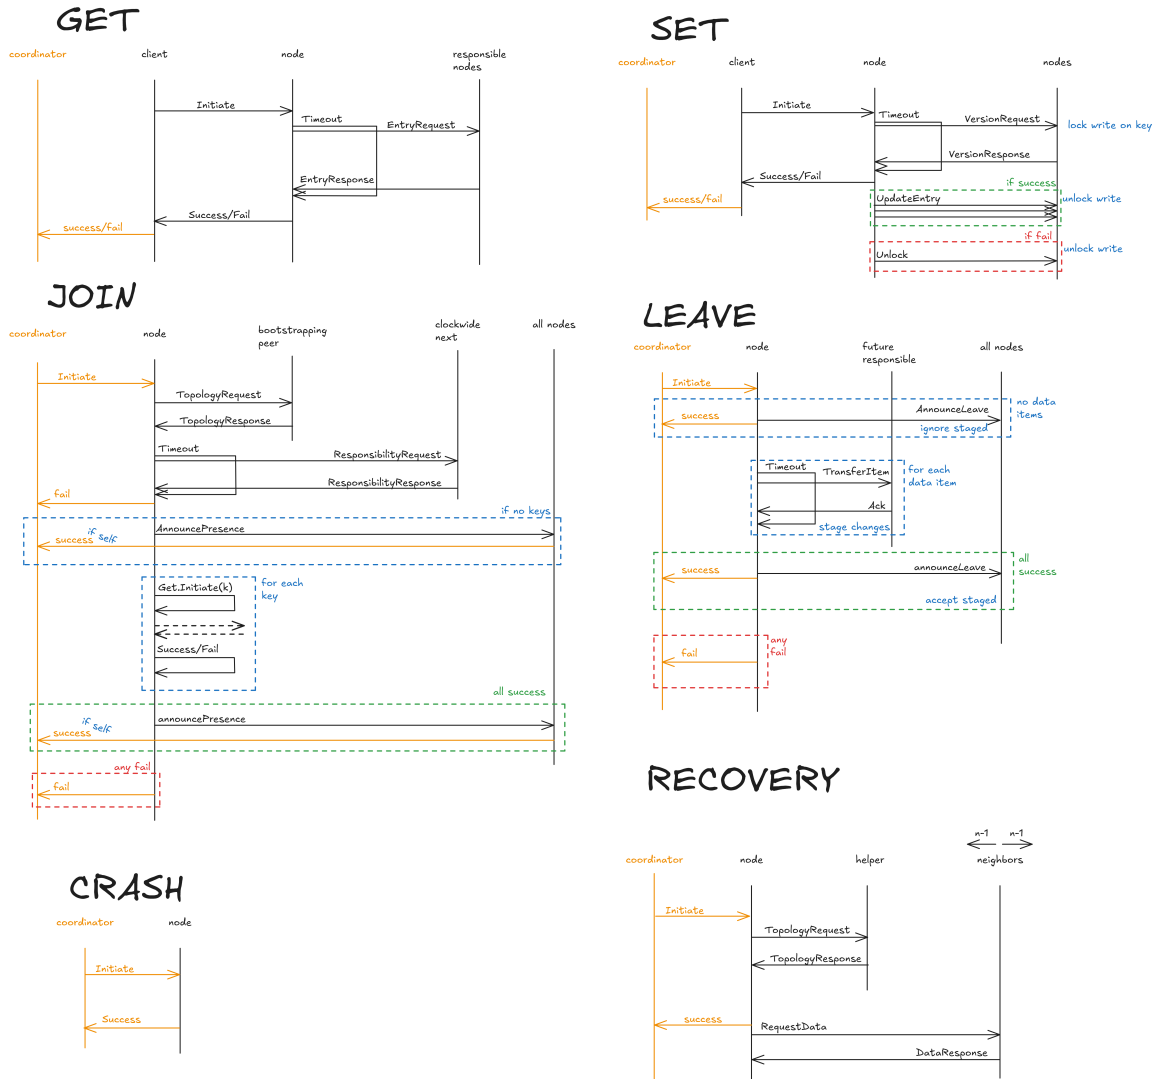 GET
coordinator
client
node
responsible
nodes
Initiate
Timeout
EntryRequest
EntryResponse
Success/Fail
success/fail
SET
coordinator
client
node
nodes
Initiate
Timeout
VersionRequest
lock write on key
VersionResponse
Success/Fail
if success
success/fail
UpdateEntry
unlock write
if fail
Unlock
unlock write
JOIN
coordinator
node
bootstrapping
peer
clockwide
next
all nodes
Initiate
TopologyRequest
TopologyResponse
Timeout
ResponsibilityRequest
ResponsibilityResponse
fail
if no keys
AnnouncePresence
if self
success
for each
key
Get.Initiate(k)
Success/Fail
all success
announcePresence
if self
success
any fail
fail
LEAVE
coordinator
node
future
responsible
all nodes
Initiate
no data
items
AnnounceLeave
success
ignore staged
for each
data item
Timeout
TransferItem
Ack
stage changes
all
success
announceLeave
success
accept staged
any
fail
fail
CRASH
coordinator
node
Initiate
Success
RECOVERY
n-1 n-1
coordinator
node
helper
neighbors
Initiate
TopologyRequest
TopologyResponse
success
RequestData
DataResponse